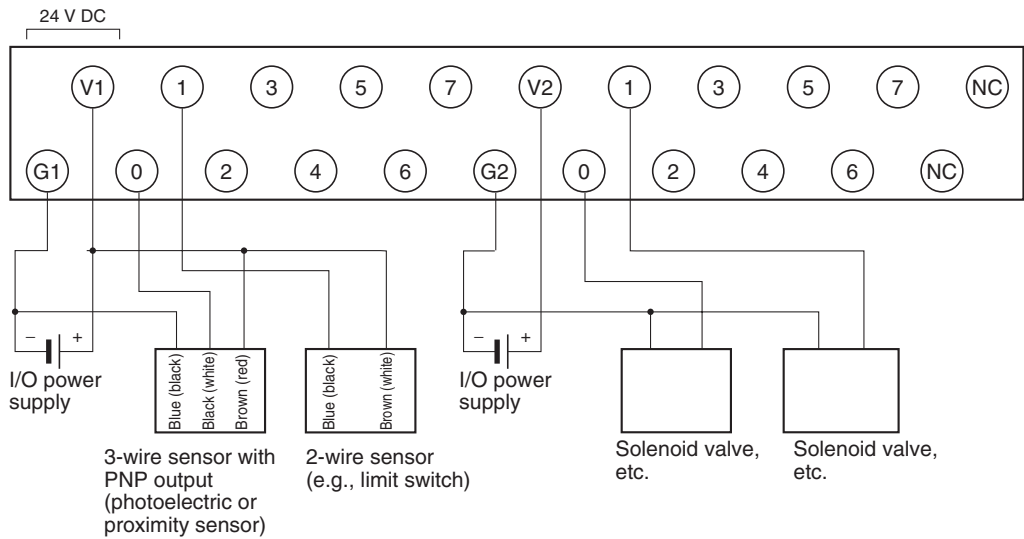 24 V DC
V1 1 3 5 7 V2 1 3 5 7 NC
G1 0 2 4 6 G2 0 2 4 6 NC
– +
I/O power
supply
Blue (black)
Black (white)
Brown (red)
3-wire sensor with
PNP output
(photoelectric or
proximity sensor)
Blue (black)
Brown (white)
2-wire sensor
(e.g., limit switch)
– +
I/O power
supply
Solenoid valve,
etc.
Solenoid valve,
etc.